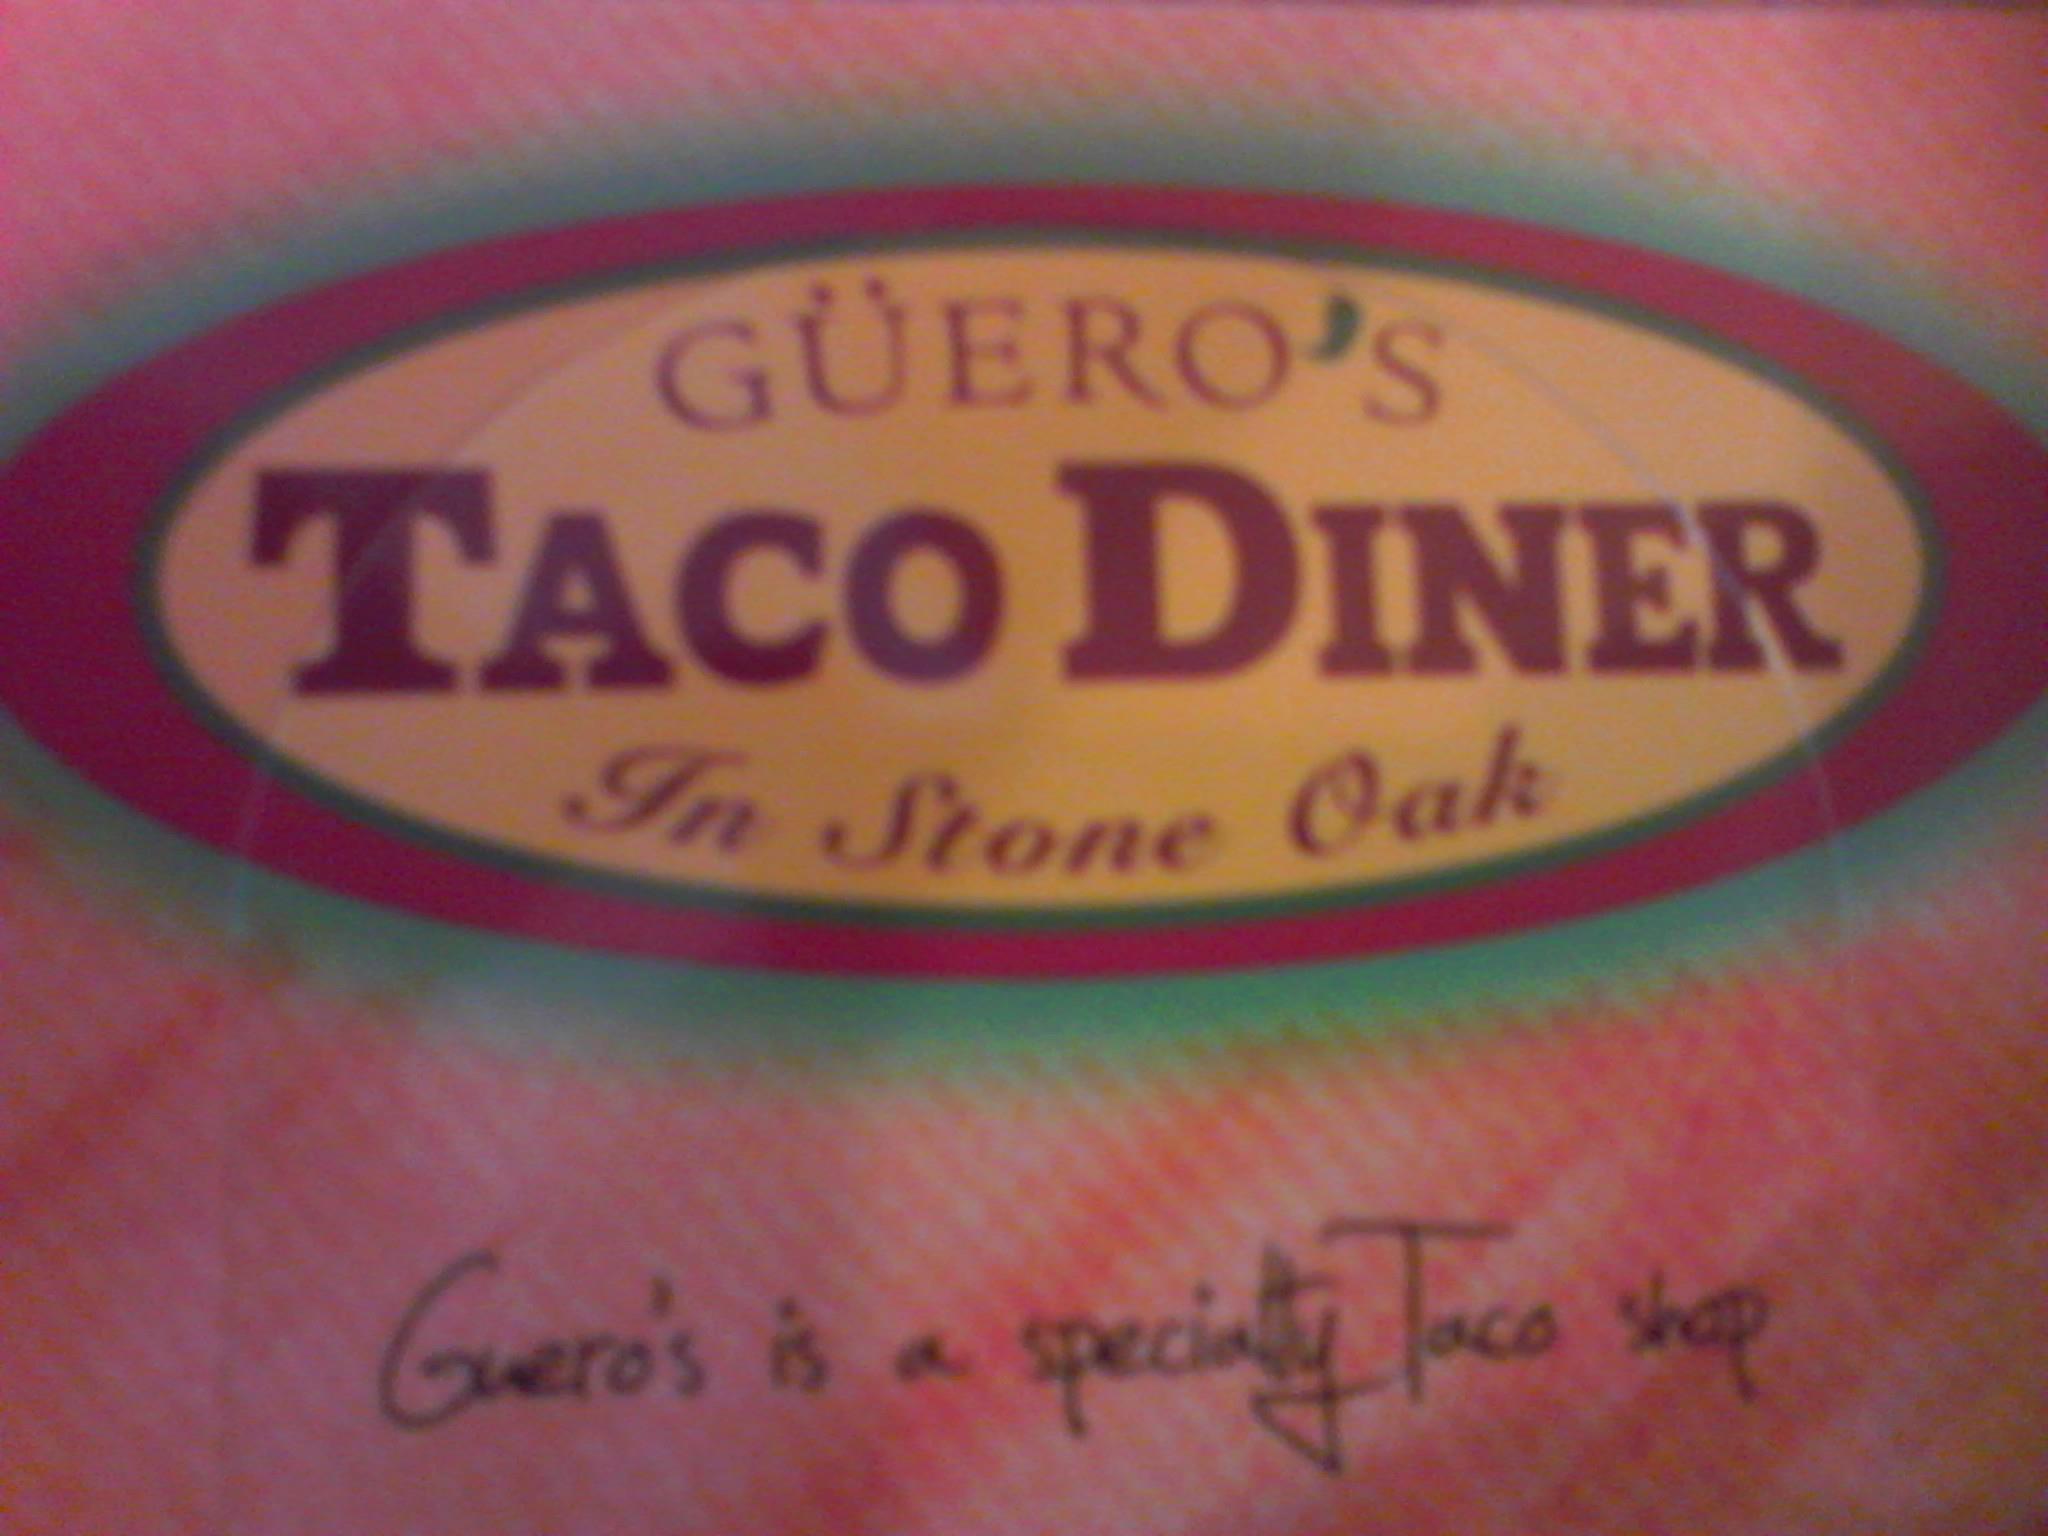 GÜERO'S
TACO DINER
In Stone Oak
Guero's is a specialty Taco shop